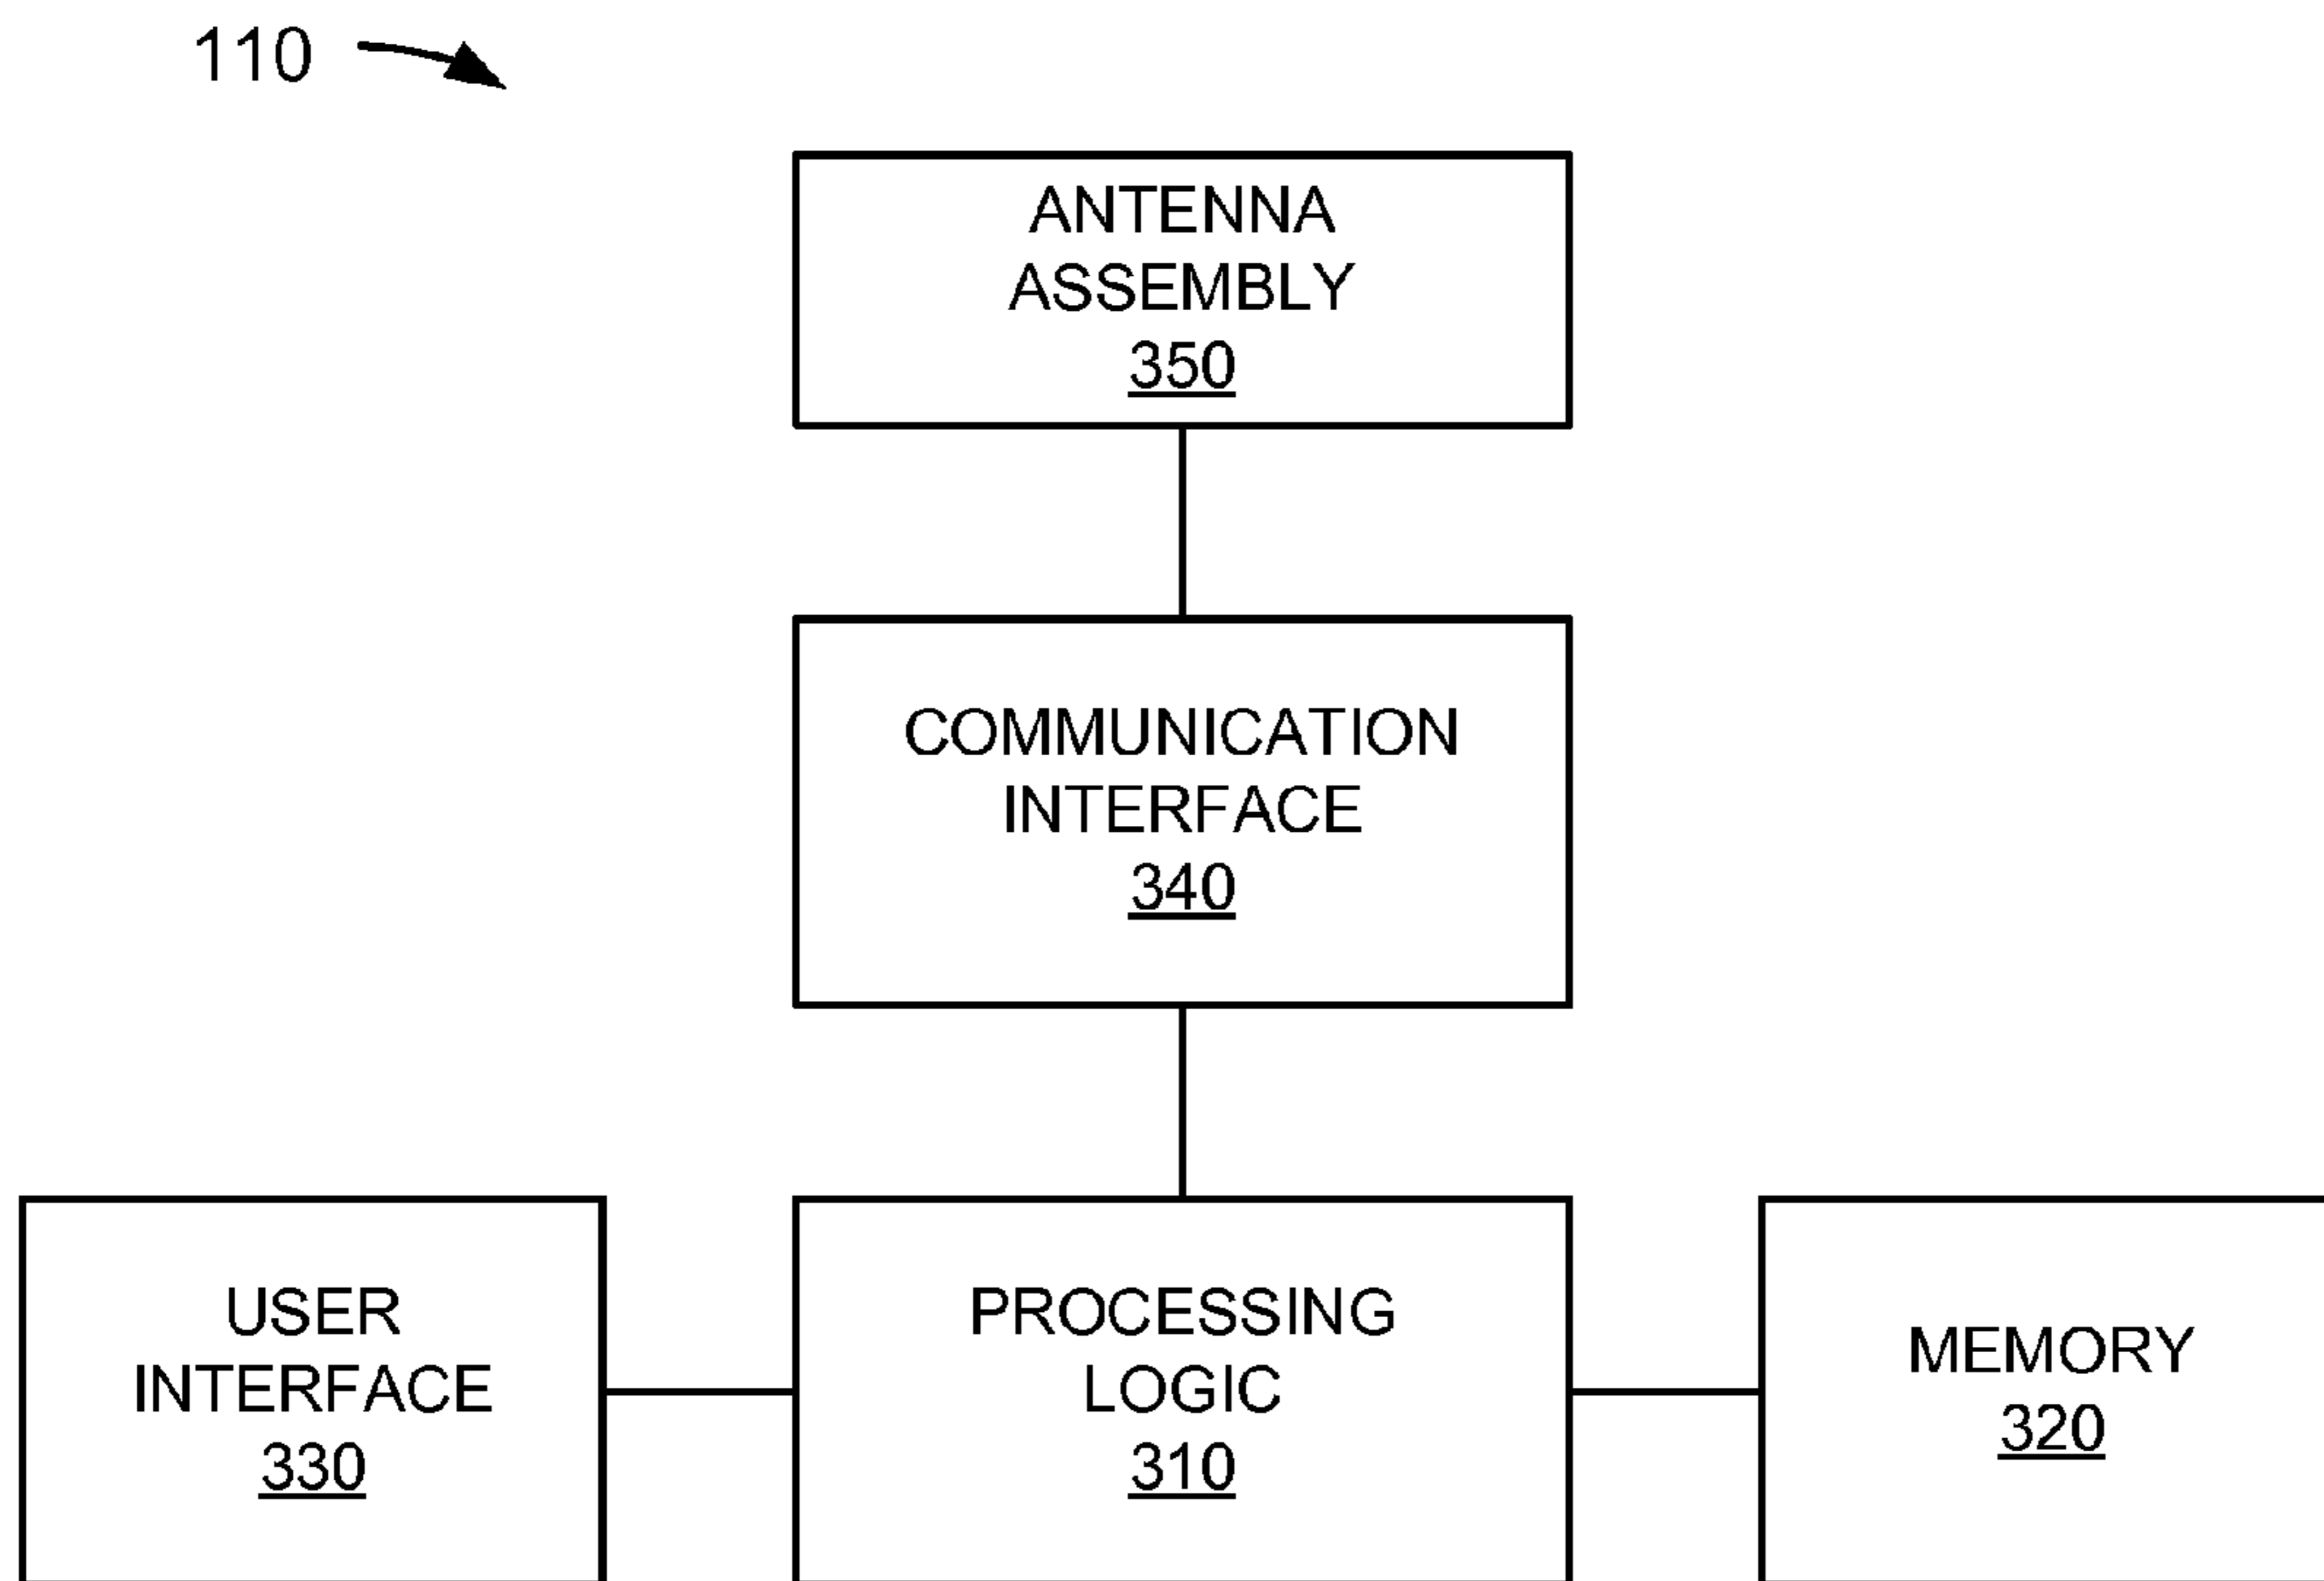 110
ANTENNA
ASSEMBLY
350
COMMUNICATION
INTERFACE
340
USER
INTERFACE
330
PROCESSING
LOGIC
310
MEMORY
320